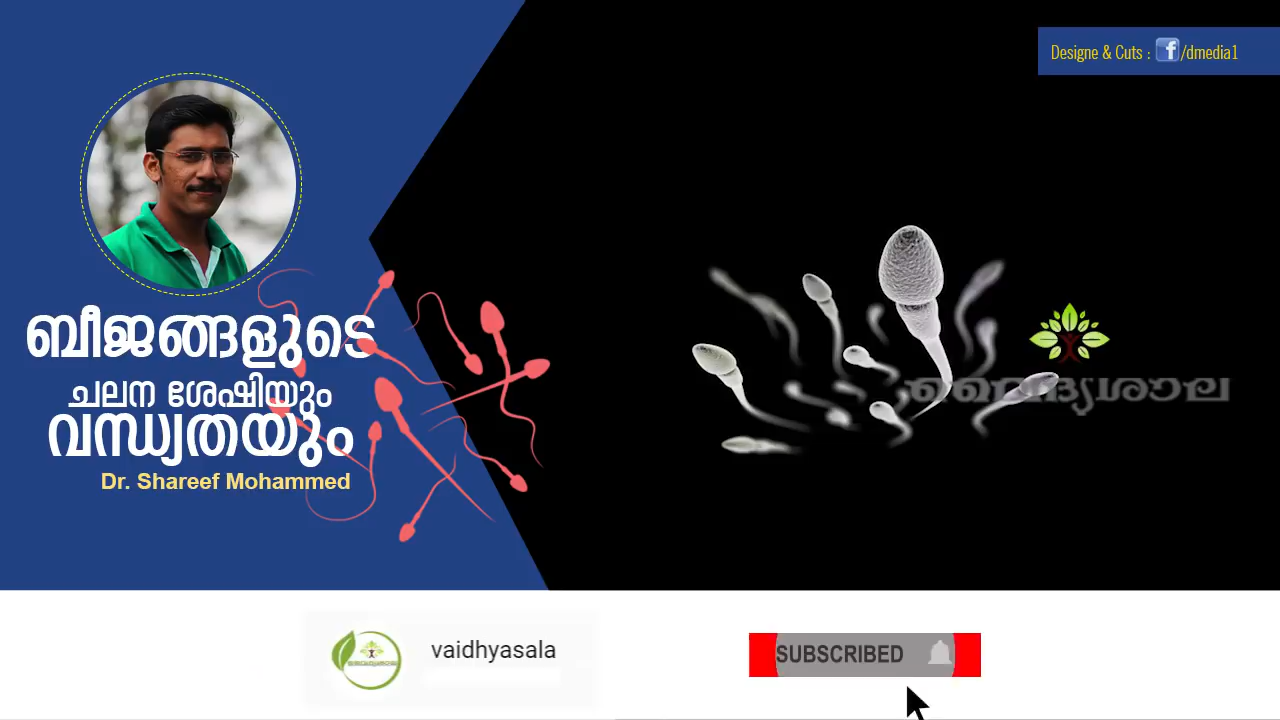 Designe & Cuts : /dmedia1
ബീജങ്ങളുടെ
ചലന ശേഷിയും
വന്ധ്യതയും
Dr. Shareef Mohammed
വൈദ്യശാല
vaidhyasala
SUBSCRIBED